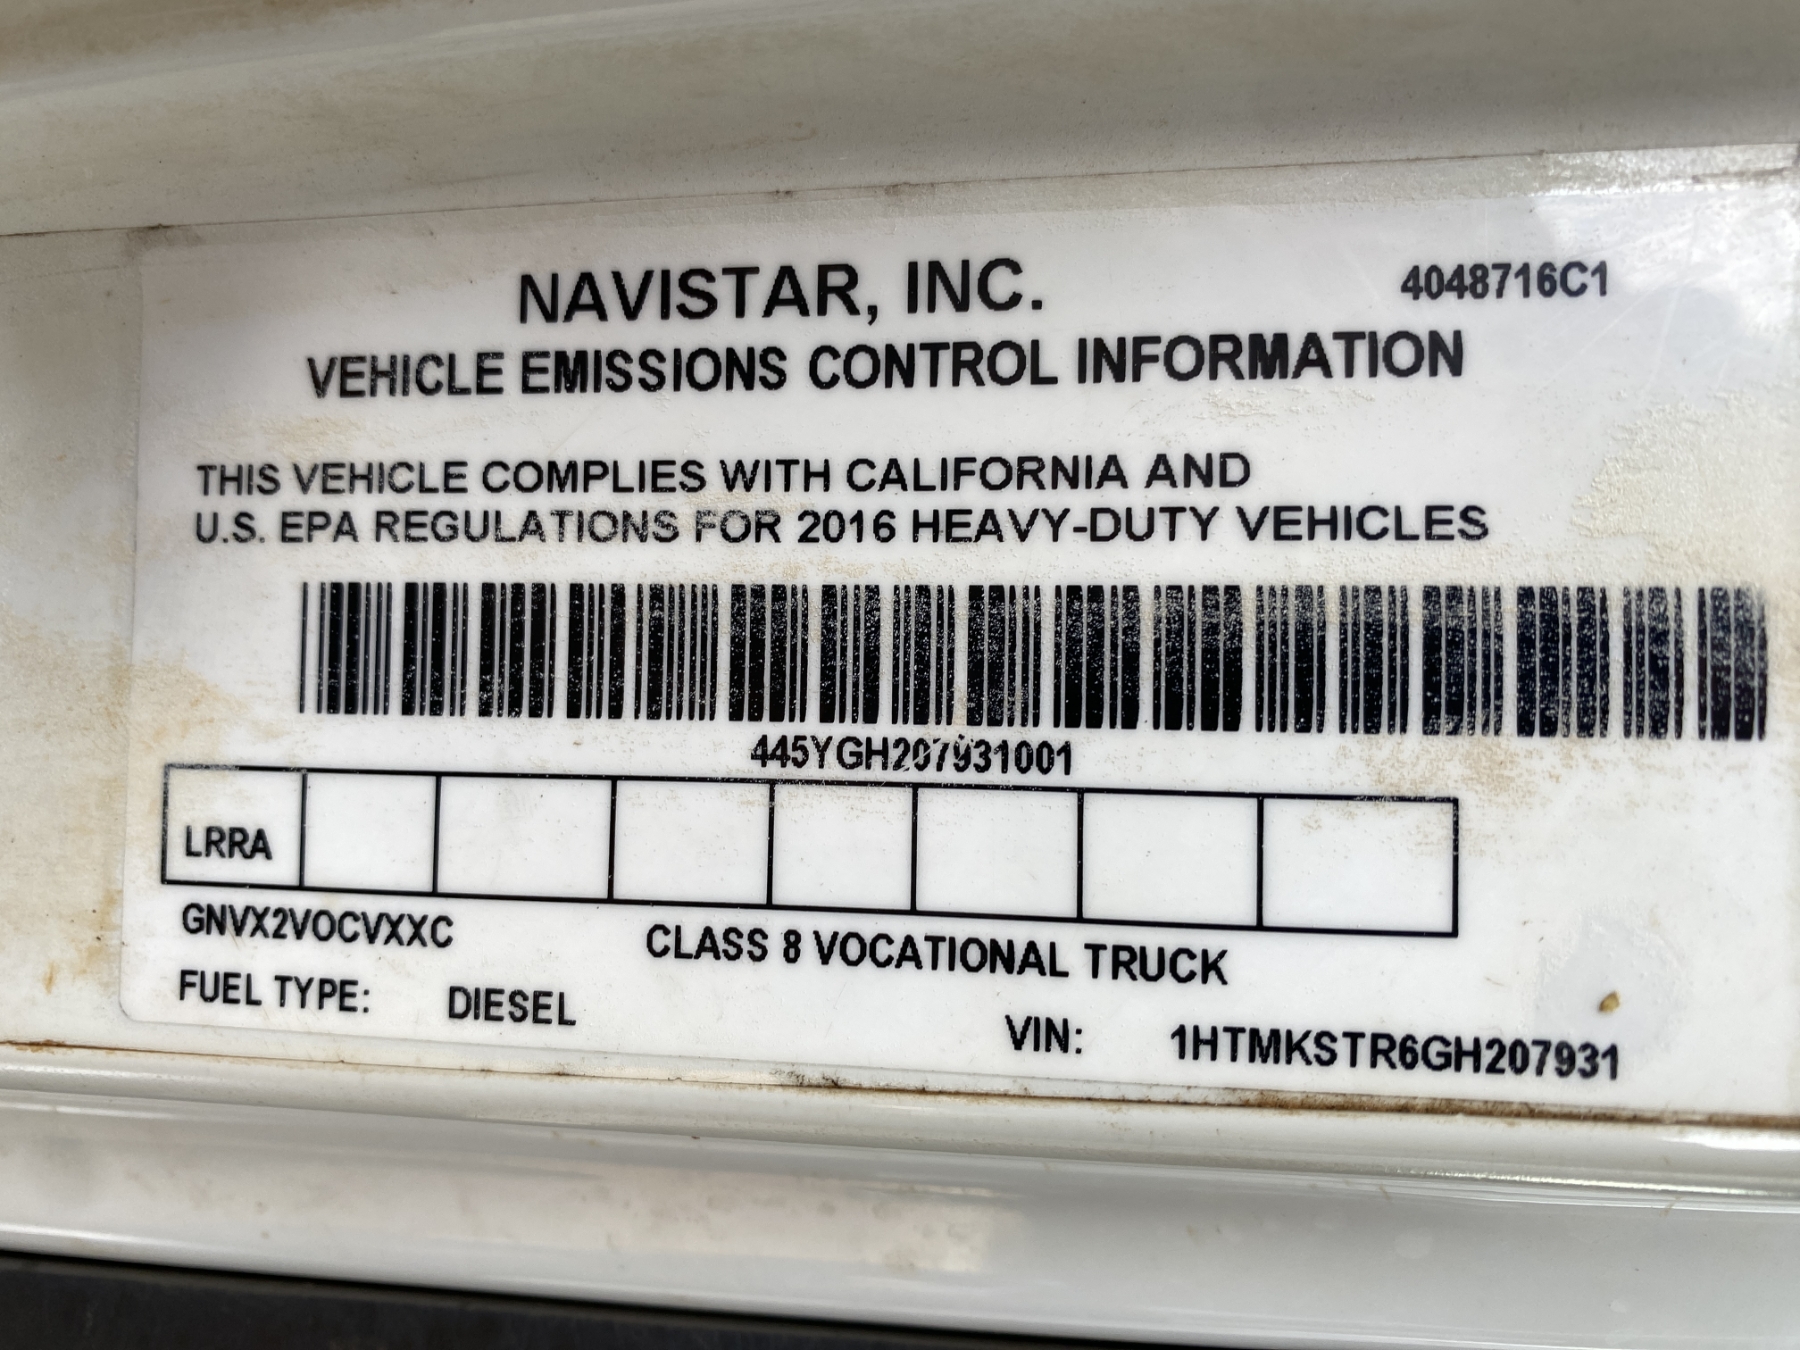 NAVISTAR, INC.
4048716C1
VEHICLE EMISSIONS CONTROL INFORMATION
THIS VEHICLE COMPLIES WITH CALIFORNIA AND
U.S. EPA REGULATIONS FOR 2016 HEAVY-DUTY VEHICLES
445YGH207931001
LRRA
GNVX2VOCVXXC
CLASS 8 VOCATIONAL TRUCK
FUEL TYPE: DIESEL
VIN: 1HTMKSTR6GH207931